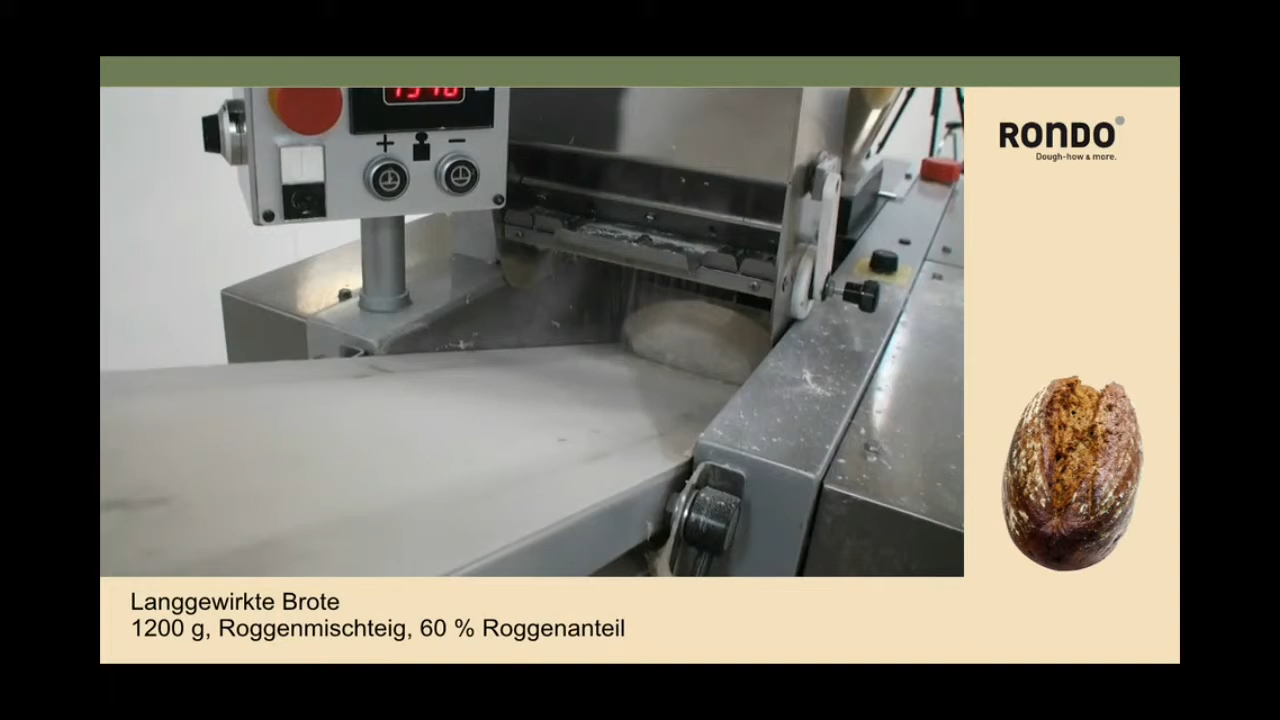 RONDO
Dough-how & more.
Langgewirkte Brote
1200 g, Roggenmischteig, 60 % Roggenanteil